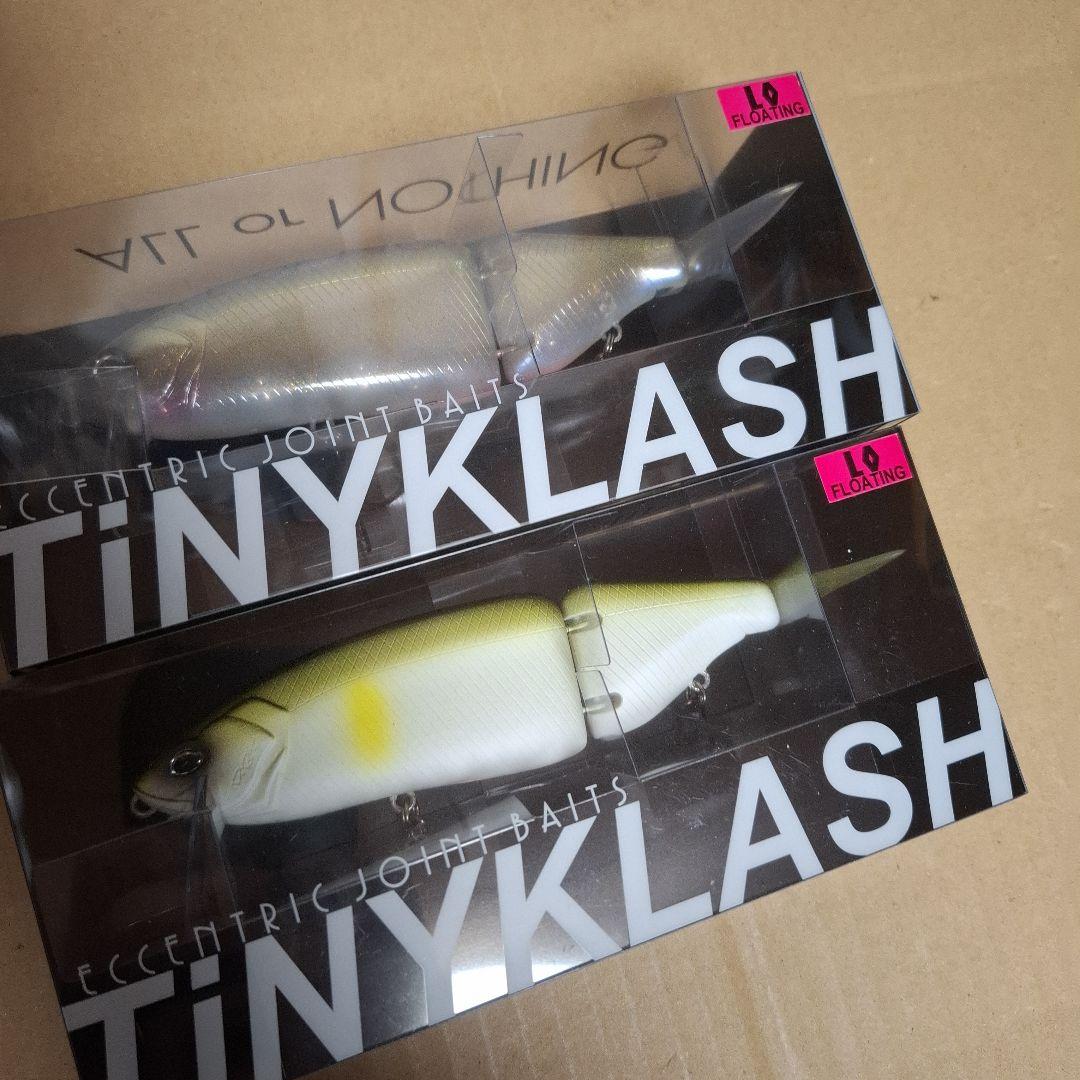 LO
FLOATING
ALL or NOTHING
ECCENTRIC JOINT BAITS
TiNYKLASH
LO
FLOATING
ECCENTRIC JOINT BAITS
TiNYKLASH